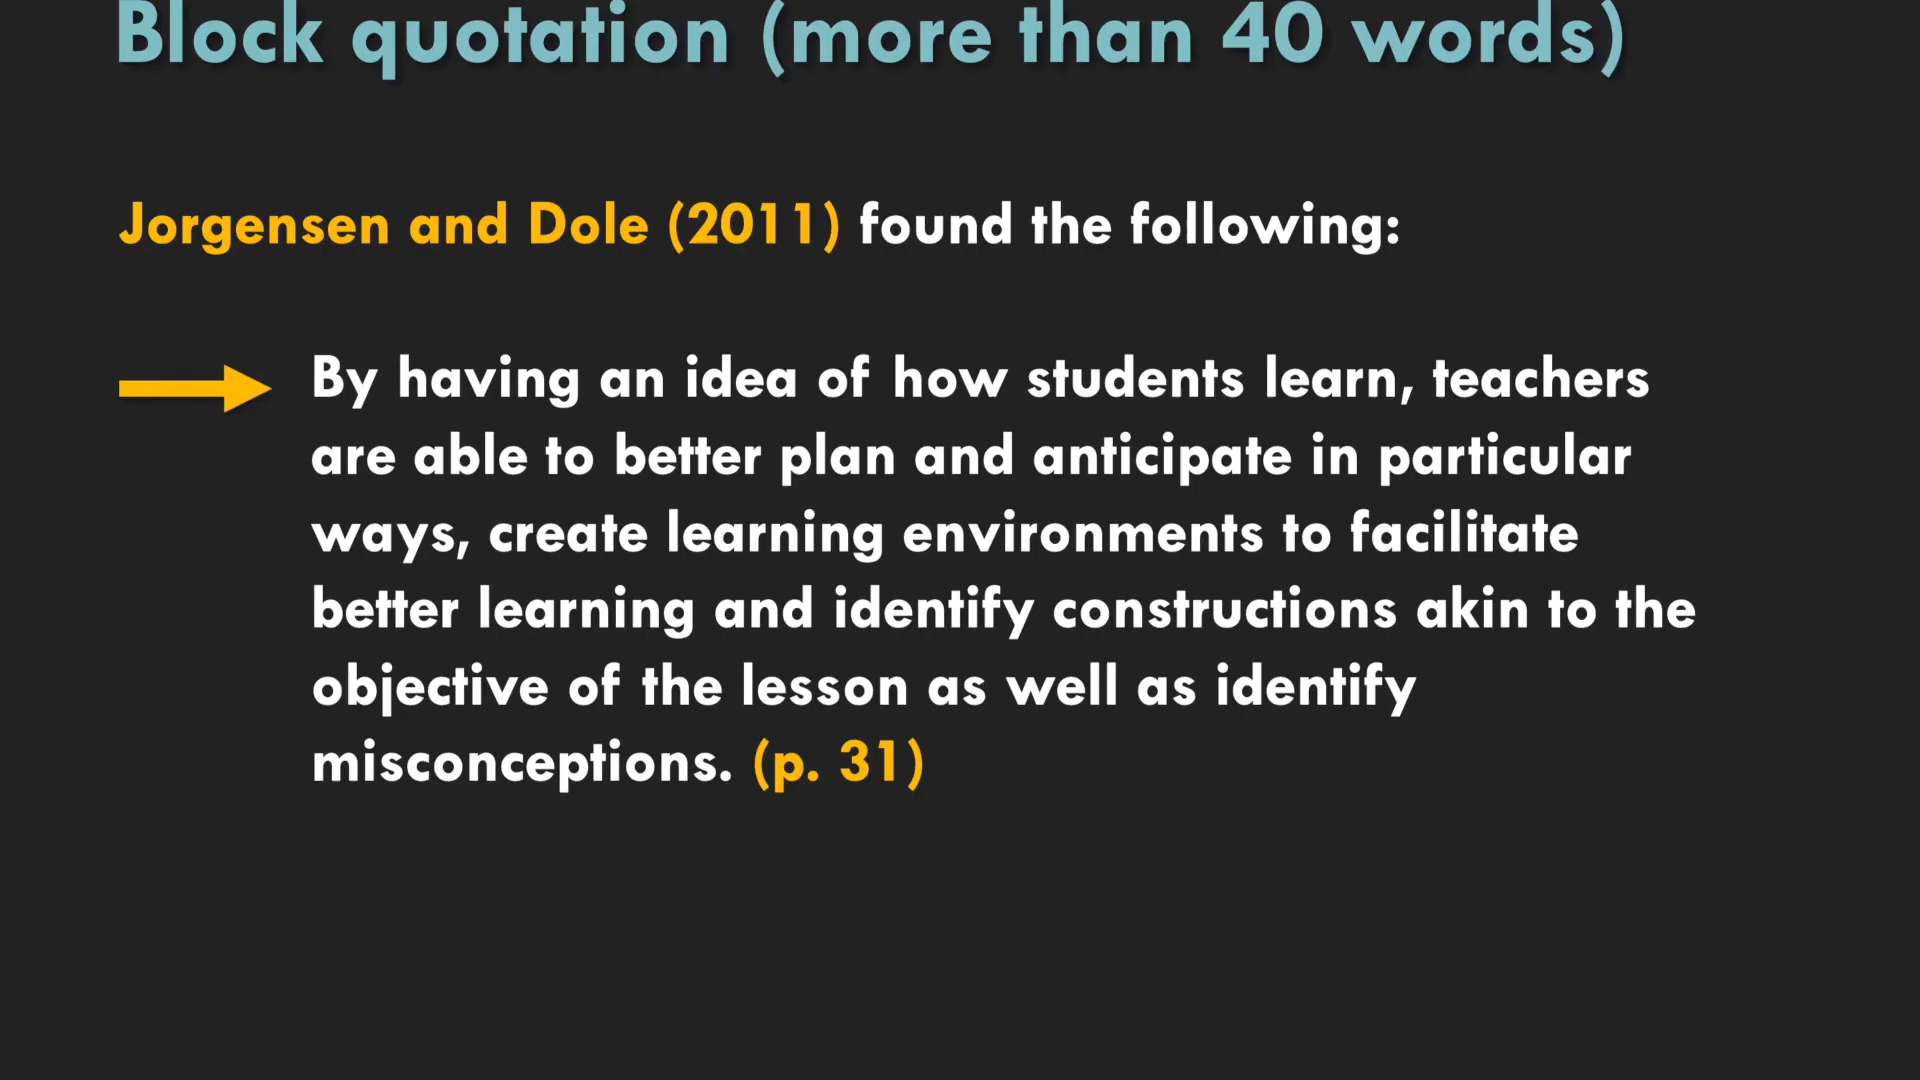 Block quotation (more than 40 words)
Jorgensen and Dole (2011) found the following:
By having an idea of how students learn, teachers
are able to better plan and anticipate in particular
ways, create learning environments to facilitate
better learning and identify constructions akin to the
objective of the lesson as well as identify
misconceptions. (p. 31)